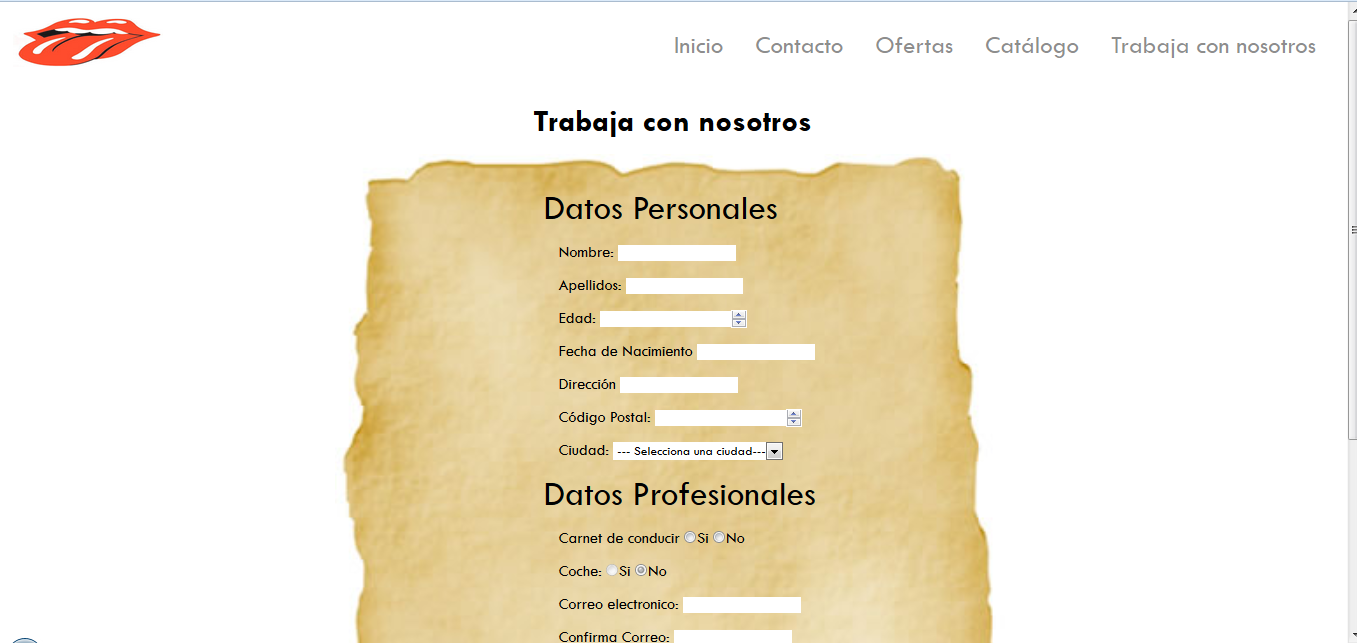 Inicio Contacto Ofertas Catálogo Trabaja con nosotros
Trabaja con nosotros
Datos Personales
Nombre:
Apellidos:
Edad:
Fecha de Nacimiento
Dirección
Código Postal:
Ciudad: --- Selecciona una ciudad---
Datos Profesionales
Carnet de conducir Si No
Coche: Si No
Correo electronico:
Confirma Correo: